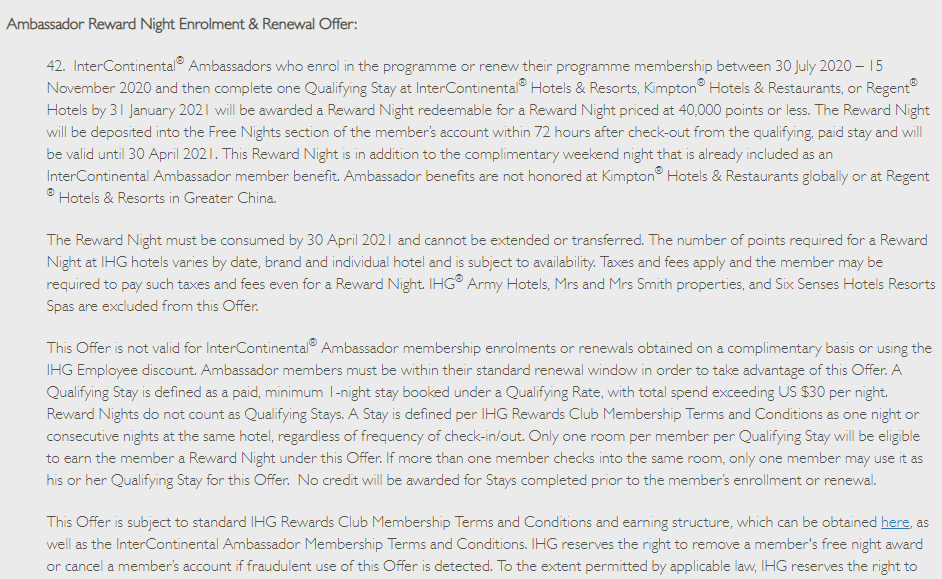 Ambassador Reward Night Enrolment & Renewal Offer:
42. InterContinental® Ambassadors who enrol in the programme or renew their programme membership between 30 July 2020 – 15
November 2020 and then complete one Qualifying Stay at InterContinental® Hotels & Resorts, Kimpton® Hotels & Restaurants, or Regent®
Hotels by 31 January 2021 will be awarded a Reward Night redeemable for a Reward Night priced at 40,000 points or less. The Reward Night
will be deposited into the Free Nights section of the member's account within 72 hours after check-out from the qualifying, paid stay and will
be valid until 30 April 2021. This Reward Night is in addition to the complimentary weekend night that is already included as an
InterContinental Ambassador member benefit. Ambassador benefits are not honored at Kimpton® Hotels & Restaurants globally or at Regent
® Hotels & Resorts in Greater China.
The Reward Night must be consumed by 30 April 2021 and cannot be extended or transferred. The number of points required for a Reward
Night at IHG hotels varies by date, brand and individual hotel and is subject to availability. Taxes and fees apply and the member may be
required to pay such taxes and fees even for a Reward Night. IHG® Army Hotels, Mrs and Mrs Smith properties, and Six Senses Hotels Resorts
Spas are excluded from this Offer.
This Offer is not valid for InterContinental® Ambassador membership enrolments or renewals obtained on a complimentary basis or using the
IHG Employee discount. Ambassador members must be within their standard renewal window in order to take advantage of this Offer. A
Qualifying Stay is defined as a paid, minimum 1-night stay booked under a Qualifying Rate, with total spend exceeding US $30 per night.
Reward Nights do not count as Qualifying Stays. A Stay is defined per IHG Rewards Club Membership Terms and Conditions as one night or
consecutive nights at the same hotel, regardless of frequency of check-in/out. Only one room per member per Qualifying Stay will be eligible
to earn the member a Reward Night under this Offer. If more than one member checks into the same room, only one member may use it as
his or her Qualifying Stay for this Offer.  No credit will be awarded for Stays completed prior to the member's enrollment or renewal.
This Offer is subject to standard IHG Rewards Club Membership Terms and Conditions and earning structure, which can be obtained here, as
well as the InterContinental Ambassador Membership Terms and Conditions. IHG reserves the right to remove a member's free night award
or cancel a member's account if fraudulent use of this Offer is detected. To the extent permitted by applicable law, IHG reserves the right to